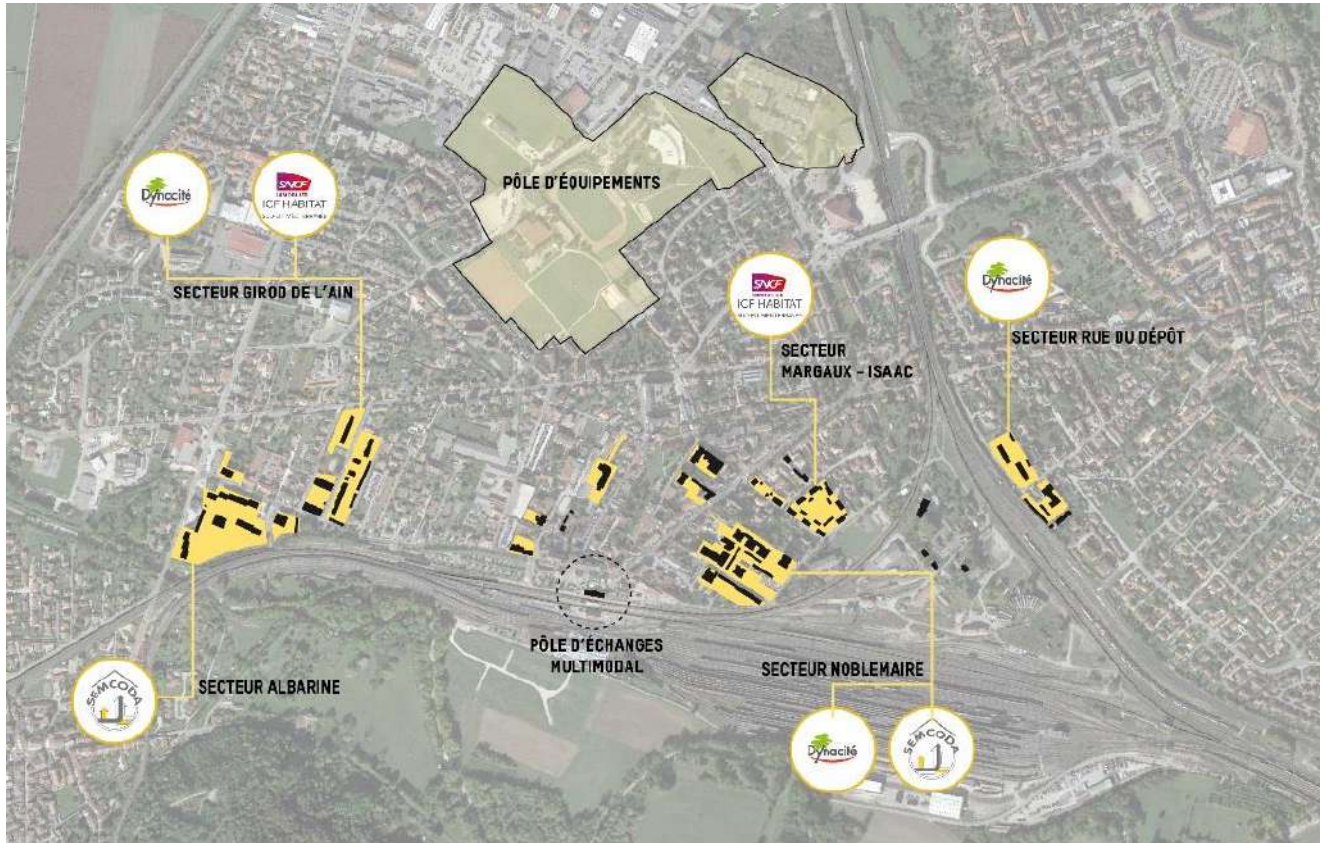 PÔLE D'ÉQUIPEMENTS
Dynacité
SNCF
ICF HABITAT
SECTEUR GIROD DE L'AIN
SNCF
ICF HABITAT
Dynacité
SECTEUR
MARGAUX - ISAAC
SECTEUR RUE DU DÉPÔT
PÔLE D'ÉCHANGES
MULTIMODAL
SECTEUR ALBARINE
SEMCODA
SECTEUR NOBLEMAIRE
Dynacité
SEMCODA